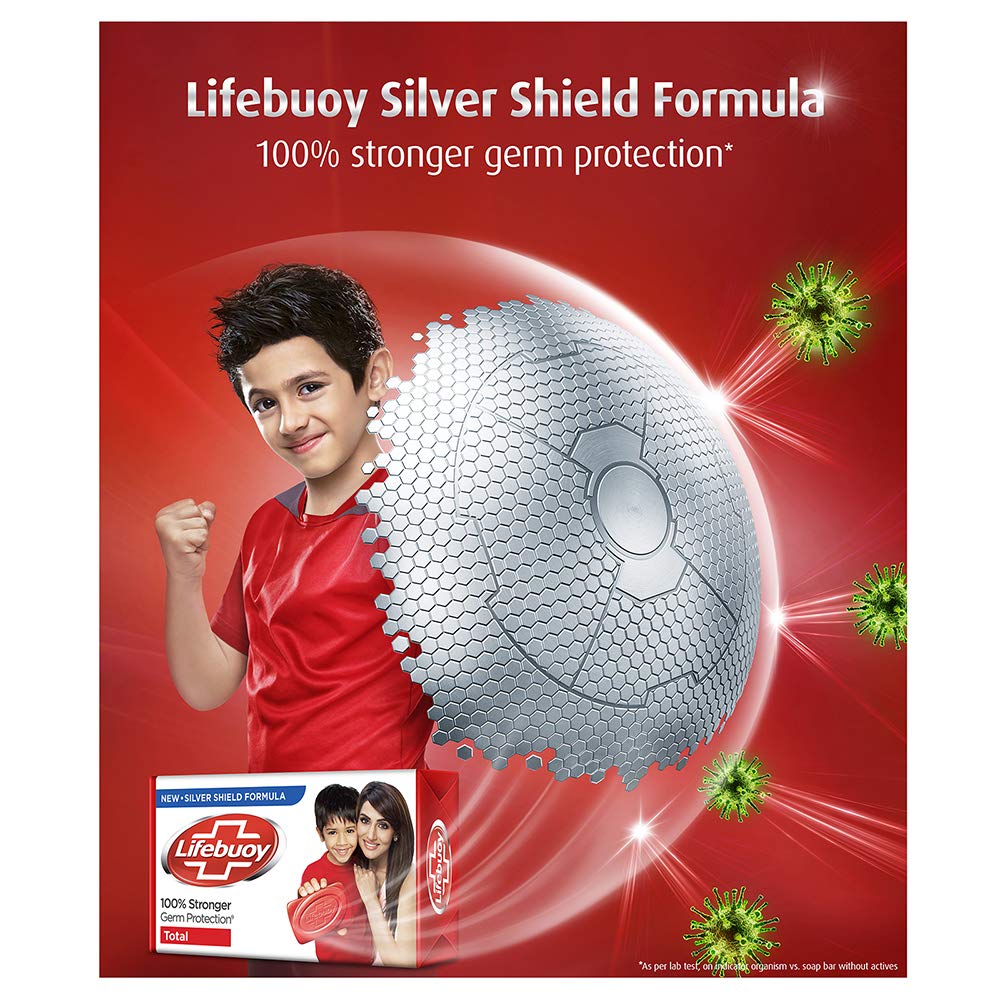 Lifebuoy Silver Shield Formula
100% stronger germ protection*
NEW • SILVER SHIELD FORMULA
Lifebuoy
100% Stronger
Germ Protection*
Total
Lifebuoy
*As per lab test, on indicator organism vs. soap bar without actives